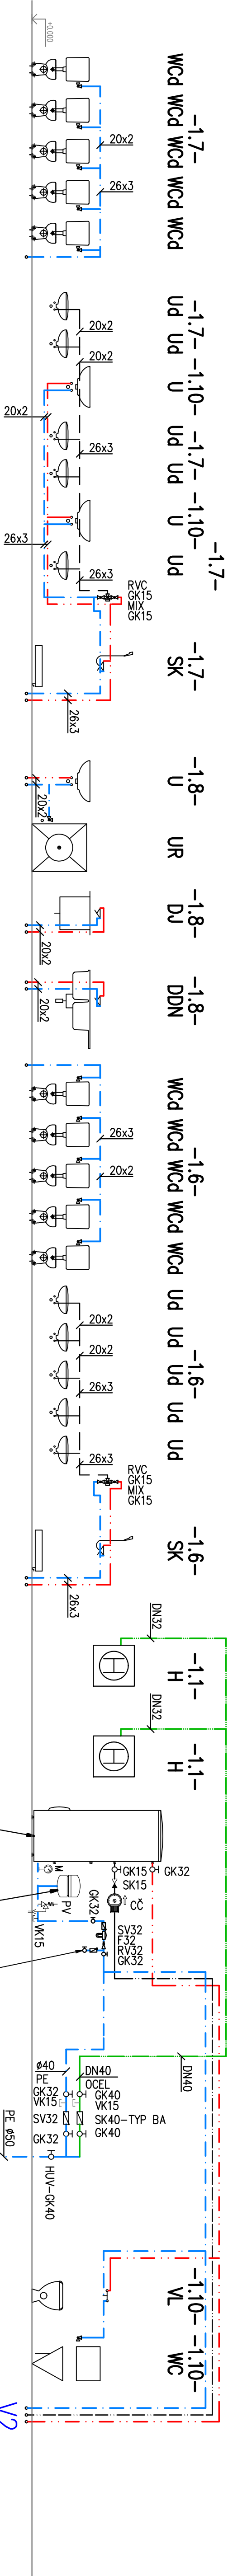 ±0.000
-1.7-
WCd WCd WCd WCd WCd
20x2
26x3
-1.7- -1.10- -1.7- -1.10- -1.7-
Ud Ud U Ud Ud U Ud
20x2
20x2
26x3
26x3
20x2
26x3
RVC
GK15
MIX
GK15
-1.7-
SK
26x3
-1.8-
U UR
20x2
-1.8-
DJ
20x2
-1.8-
DDN
20x2
-1.6-
WCd WCd WCd WCd WCd
26x3
20x2
-1.6-
Ud Ud Ud Ud Ud
20x2
20x2
26x3
26x3
RVC
GK15
MIX
GK15
-1.6-
SK
26x3
-1.1-
H
DN32
H
-1.1-
H
DN32
H
GK32
GK15
SK15
CČ
M
PV
VK15
GK32
SV32
F32
RV32
GK32
DN40
DN40
OCEL
GK40
VK15
SK40-TYP BA
GK40
Ø40
PE
GK32
VK15
SV32
GK32
HUV-GK40
PE Ø50
-1.10- -1.10-
VL WC
V2